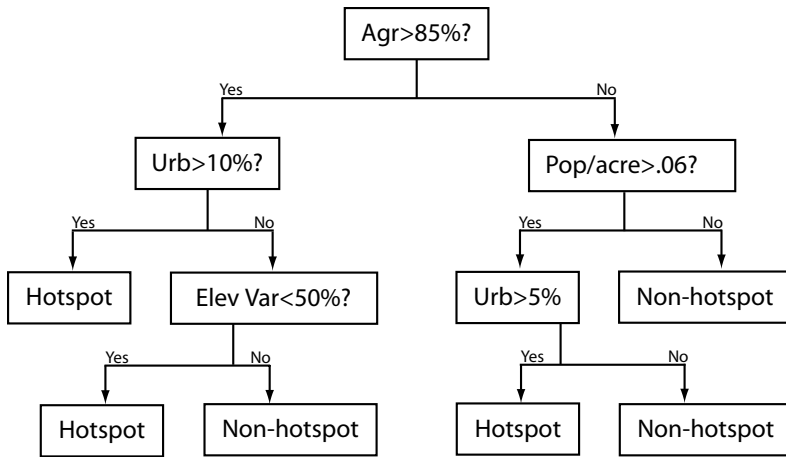 Agr>85%?
Yes
No
Urb>10%?
Pop/acre>.06?
Yes
No
Yes
No
Hotspot
Elev Var<50%?
Urb>5%
Non-hotspot
Yes
No
Yes
No
Hotspot
Non-hotspot
Hotspot
Non-hotspot